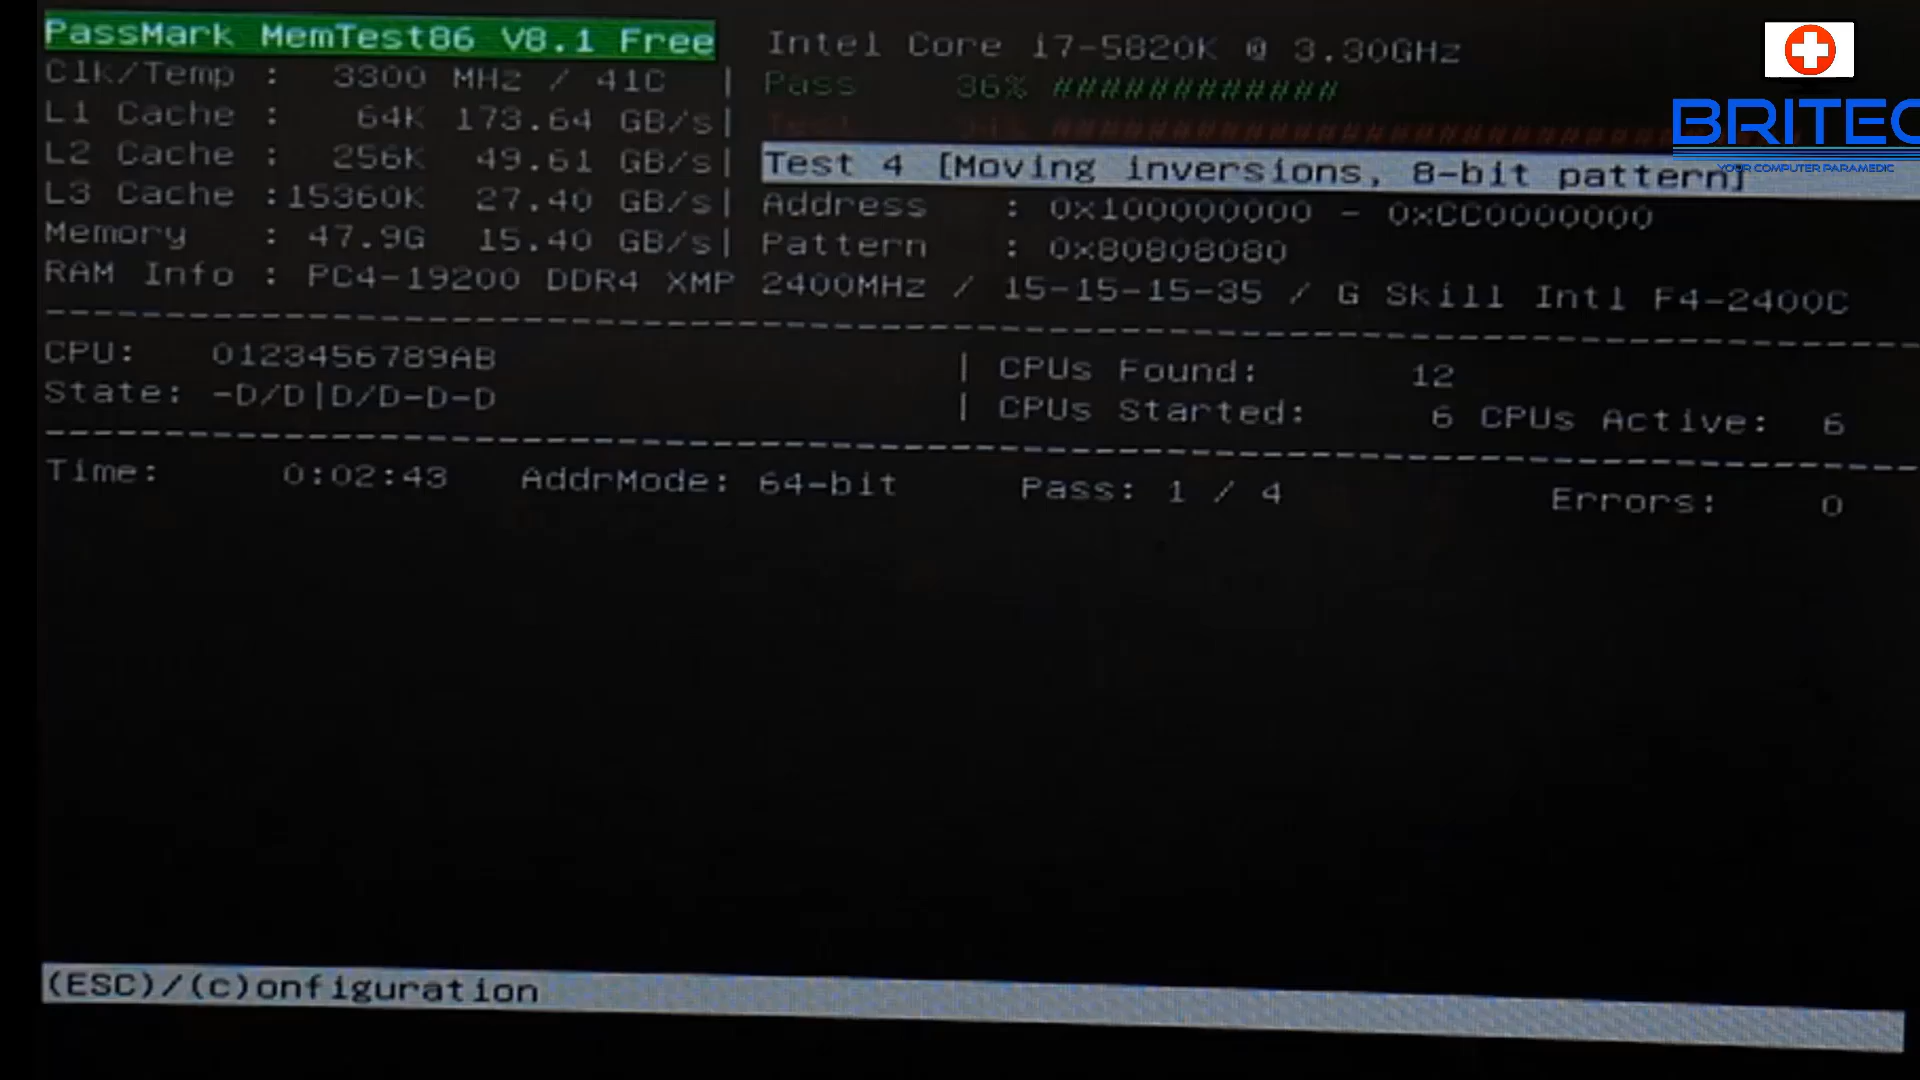 PassMark MemTest86 V8.1 Free Intel Core i7-5820K @ 3.30GHz
Clk/Temp : 3300 MHz / 41C | Pass 36% ############
L1 Cache : 64K 173.64 GB/s|
L2 Cache : 256K 49.61 GB/s| Test 4 [Moving inversions, 8-bit pattern]
L3 Cache :15360K 27.40 GB/s| Address : 0x100000000 - 0xCC0000000
Memory : 47.9G 15.40 GB/s| Pattern : 0x80808080
RAM Info : PC4-19200 DDR4 XMP 2400MHz / 15-15-15-35 / G Skill Intl F4-2400C
CPU: 0123456789AB | CPUs Found: 12
State: -D/D|D/D-D-D | CPUs Started: 6 CPUs Active: 6
Time: 0:02:43 AddrMode: 64-bit Pass: 1 / 4 Errors: 0
(ESC)/(c)onfiguration
BRITEC
YOUR COMPUTER PARAMEDIC